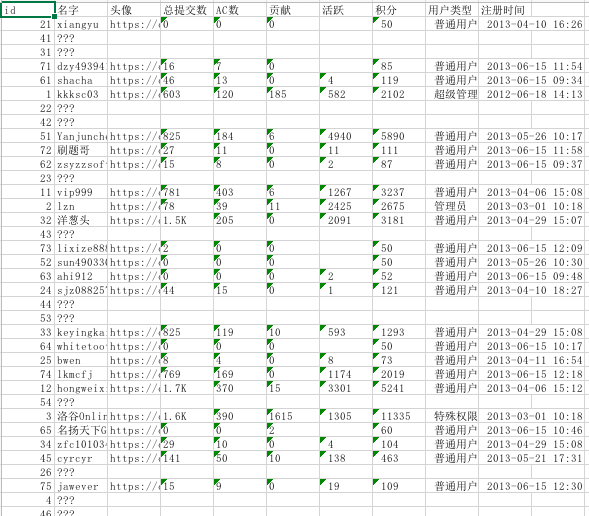 id 名字 头像 总提交数 AC数 贡献 活跃 积分 用户类型 注册时间
21 xiangyu https:// 0 0 0 50 普通用户 2013-04-10 16:26
41 ???
31 ???
71 dzy49394 https:// 16 7 0 85 普通用户 2013-06-15 11:54
61 shacha https:// 46 13 0 4 119 普通用户 2013-06-15 09:34
1 kkksc03 https:// 603 120 185 582 2102 超级管理 2012-06-18 14:13
22 ???
42 ???
51 Yanjunch https:// 825 184 6 4940 5890 普通用户 2013-05-26 10:17
72 刷题哥 https:// 27 11 0 11 111 普通用户 2013-06-15 11:58
62 zsyzzsof https:// 15 8 0 2 87 普通用户 2013-06-15 09:37
23 ???
11 vip999 https:// 781 403 6 1267 3237 普通用户 2013-04-06 15:08
2 lzn https:// 78 39 11 2425 2675 管理员 2013-03-01 10:18
32 洋葱头 https:// 1.5K 205 0 2091 3181 普通用户 2013-04-29 15:07
43 ???
73 lixize888 https:// 2 0 0 50 普通用户 2013-06-15 12:09
52 sun490330 https:// 0 0 0 50 普通用户 2013-05-26 10:30
63 ahi912 https:// 0 0 0 2 52 普通用户 2013-06-15 09:48
24 sjz088257 https:// 44 15 0 1 121 普通用户 2013-04-10 18:27
44 ???
53 ???
33 keyingka https:// 825 119 10 593 1293 普通用户 2013-04-29 15:08
64 whitetoo https:// 0 0 0 50 普通用户 2013-06-15 10:17
25 bwen https:// 8 4 0 8 73 普通用户 2013-04-11 16:54
74 lkmcfj https:// 769 169 0 1174 2019 普通用户 2013-06-15 12:18
12 hongweix https:// 1.7K 370 15 3301 5241 普通用户 2013-04-06 15:12
54 ???
3 洛谷Onlin https:// 1.6K 390 1615 1305 11335 特殊权限 2013-03-01 10:18
65 名扬天下G https:// 0 0 2 60 普通用户 2013-06-15 10:46
34 zfc101034 https:// 29 10 0 4 104 普通用户 2013-04-29 15:08
45 cyrcyr https:// 141 50 10 138 463 普通用户 2013-05-21 17:31
26 ???
75 jawever https:// 15 9 0 19 109 普通用户 2013-06-15 12:30
4 ???
46 ???